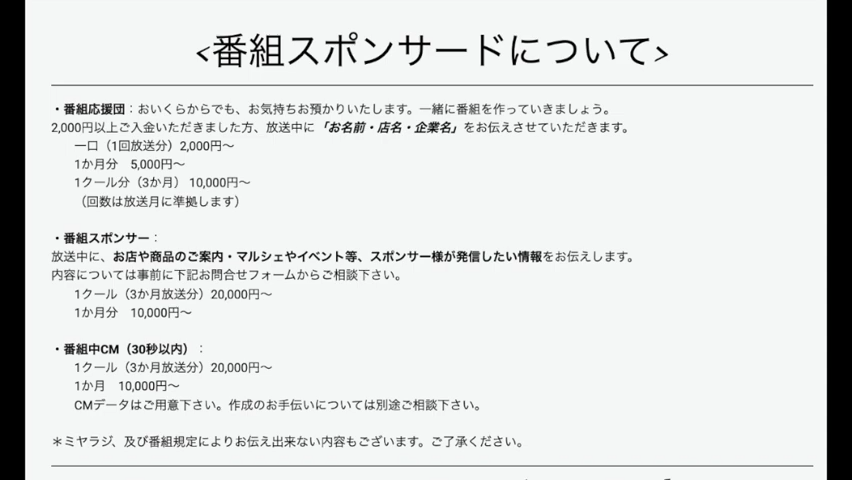 <番組スポンサードについて>
・番組応援団：おいくらからでも、お気持ちお預かりいたします。一緒に番組を作っていきましょう。
2,000円以上ご入金いただきました方、放送中に「お名前・店名・企業名」をお伝えさせていただきます。
一口（1回放送分）2,000円〜
1か月分　5,000円〜
1クール分（3か月） 10,000円〜
（回数は放送月に準拠します）
・番組スポンサー：
放送中に、お店や商品のご案内・マルシェやイベント等、スポンサー様が発信したい情報をお伝えします。
内容については事前に下記お問合せフォームからご相談下さい。
1クール（3か月放送分）20,000円〜
1か月分　10,000円〜
・番組中CM（30秒以内）：
1クール（3か月放送分）20,000円〜
1か月　10,000円〜
CMデータはご用意下さい。作成のお手伝いについては別途ご相談下さい。
＊ミヤラジ、及び番組規定によりお伝え出来ない内容もございます。ご了承ください。